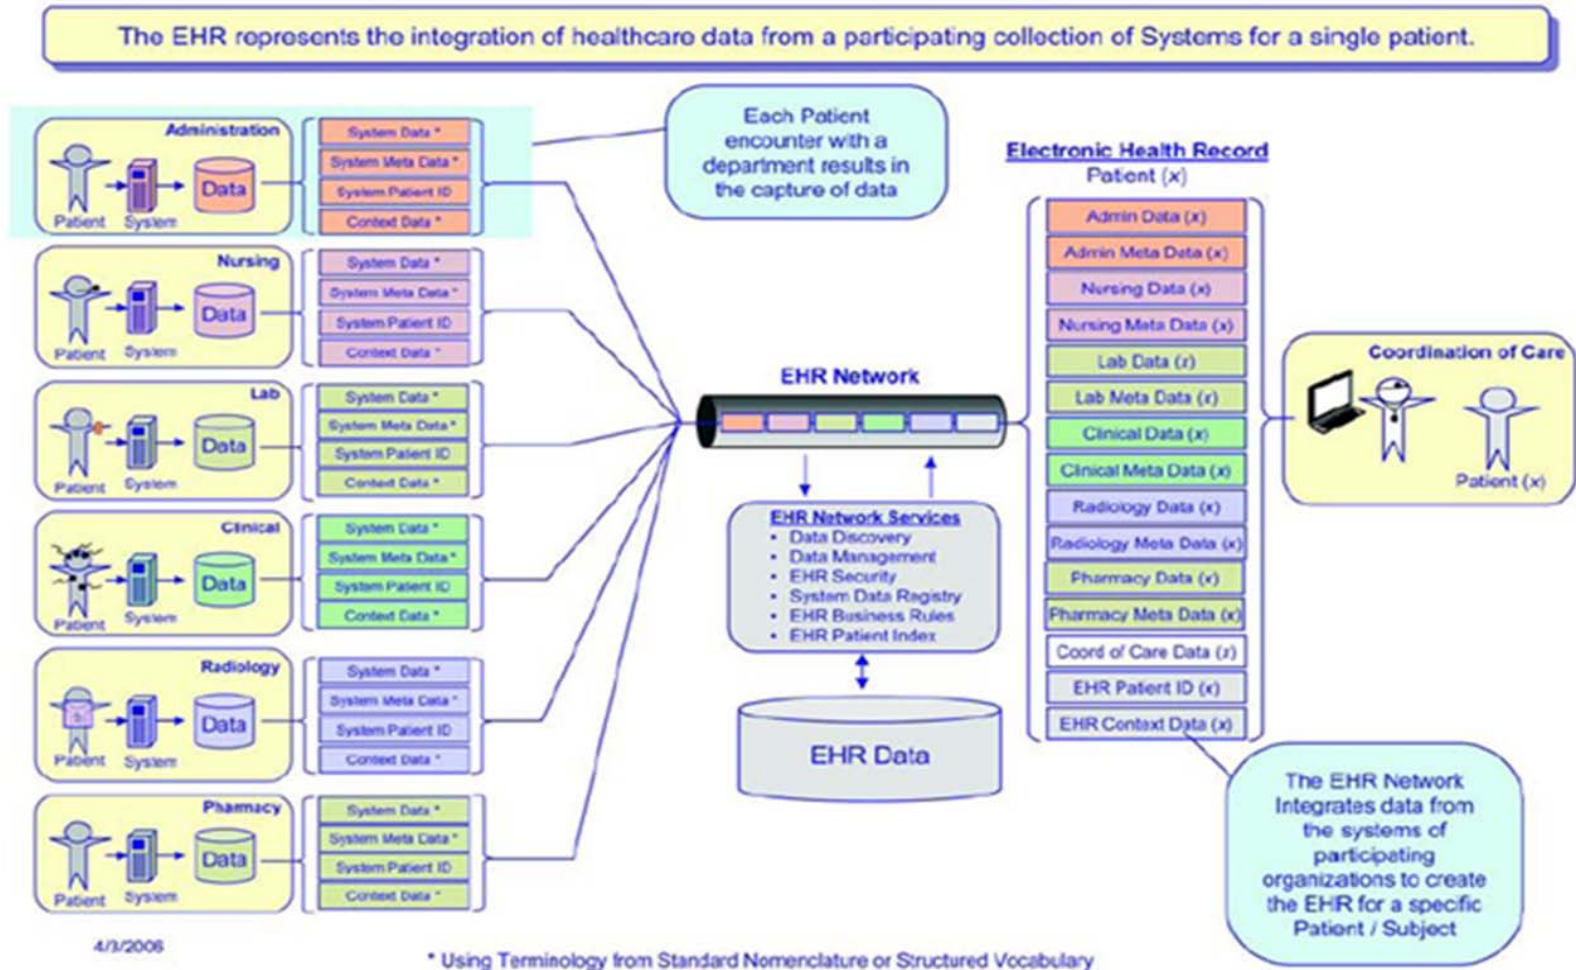 The EHR represents the integration of healthcare data from a participating collection of Systems for a single patient.
Administration
Patient
System
Data
System Data *
System Meta Data *
System Patient ID
Context Data *
Nursing
Patient
System
Data
System Data *
System Meta Data *
System Patient ID
Context Data *
Lab
Patient
System
Data
System Data *
System Meta Data *
System Patient ID
Context Data *
Clinical
Patient
System
Data
System Data *
System Meta Data *
System Patient ID
Context Data *
Radiology
Patient
System
Data
System Data *
System Meta Data *
System Patient ID
Context Data *
Pharmacy
Patient
System
Data
System Data *
System Meta Data *
System Patient ID
Context Data *
Each Patient
encounter with a
department results in
the capture of data
EHR Network
EHR Network Services
• Data Discovery
• Data Management
• EHR Security
• System Data Registry
• EHR Business Rules
• EHR Patient Index
EHR Data
Electronic Health Record
Patient (x)
Admin Data (x)
Admin Meta Data (x)
Nursing Data (x)
Nursing Meta Data (x)
Lab Data (x)
Lab Meta Data (x)
Clinical Data (x)
Clinical Meta Data (x)
Radiology Data (x)
Radiology Meta Data (x)
Pharmacy Data (x)
Pharmacy Meta Data (x)
Coord of Care Data (x)
EHR Patient ID (x)
EHR Context Data (x)
Coordination of Care
Patient (x)
The EHR Network
Integrates data from
the systems of
participating
organizations to create
the EHR for a specific
Patient / Subject
4/3/2006
* Using Terminology from Standard Nomenclature or Structured Vocabulary